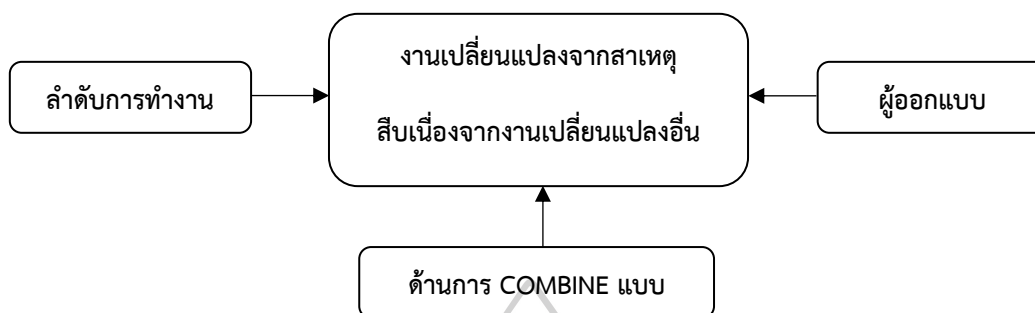 งานเปลี่ยนแปลงจากสาเหตุ
สืบเนื่องจากงานเปลี่ยนแปลงอื่น
ลำดับการทำงาน
ผู้ออกแบบ
ด้านการ COMBINE แบบ